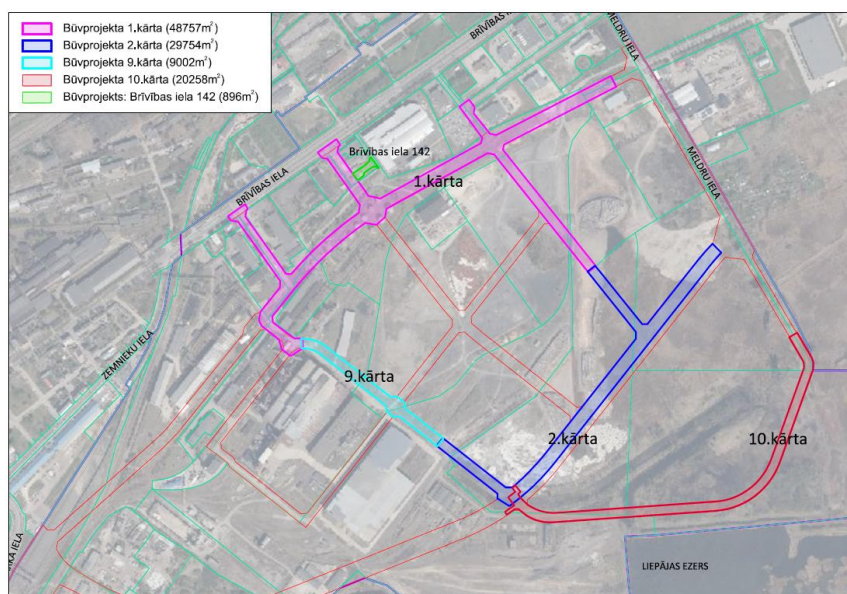 Būvprojekta 1.kārta (48757m²)
Būvprojekta 2.kārta (29754m²)
Būvprojekta 9.kārta (9002m²)
Būvprojekta 10.kārta (20258m²)
Būvprojekts: Brīvības iela 142 (896m²)
BRĪVĪBAS IELA
MELDRU IELA
Brīvības iela 142
1.kārta
MELDRU IELA
BRĪVĪBAS IELA
ZEMNIEKU IELA
9.kārta
2.kārta
10.kārta
IELA
LIEPĀJAS EZERS